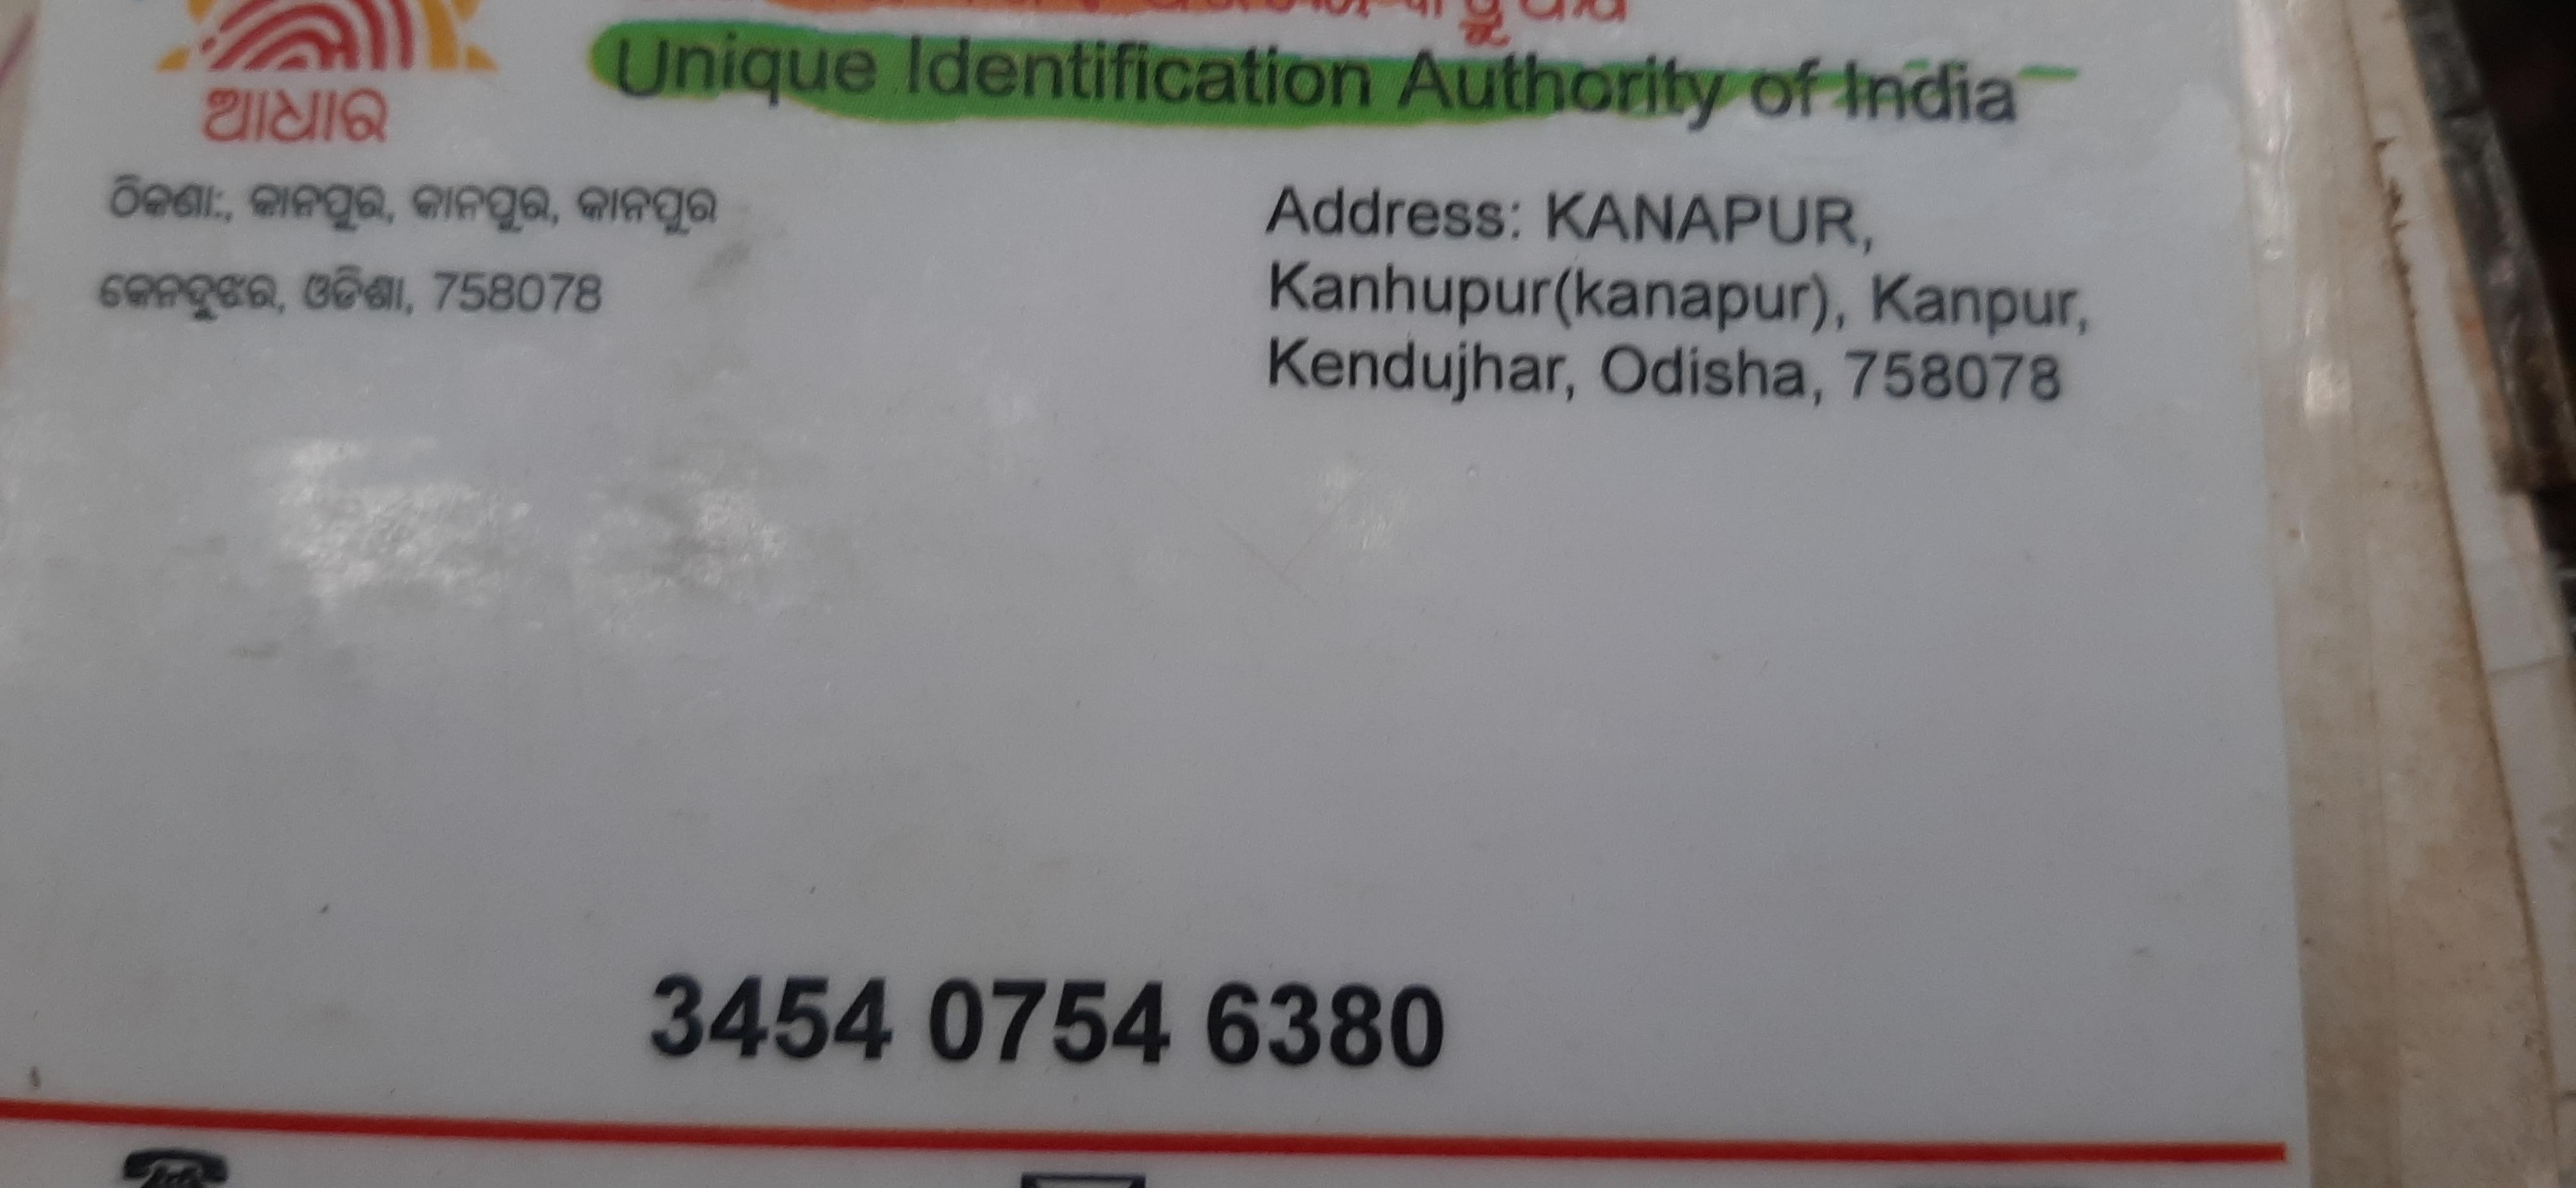 Unique Identification Authority of India
ଆଧାର
ଠିକଣା:, କାନପୁର, କାନପୁର, କାନପୁର
କେନଦୁଝର, ଓଡିଶା, 758078
Address: KANAPUR,
Kanhupur(kanapur), Kanpur,
Kendujhar, Odisha, 758078
3454 0754 6380